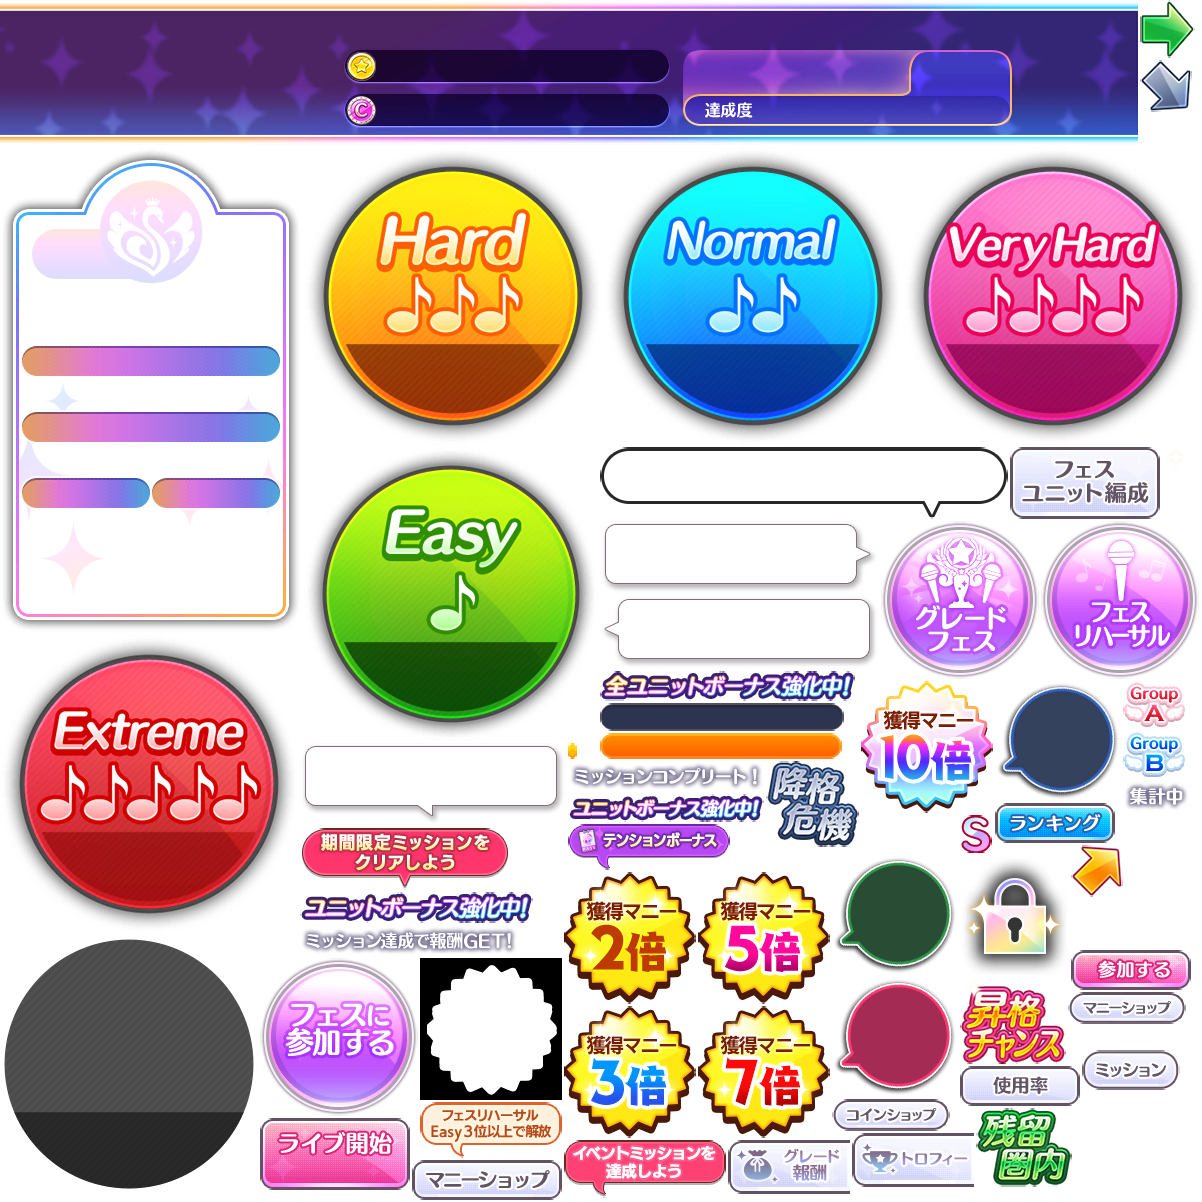 C
達成度
Hard
Normal
Very Hard
Easy
フェス
ユニット編成
グレード
フェス
フェス
リハーサル
全ユニットボーナス強化中!
Extreme
獲得マニー
10倍
Group
A
Group
B
集計中
ミッションコンプリート!
ユニットボーナス強化中!
降格
危機
テンションボーナス
S
ランキング
期間限定ミッションを
クリアしよう
ユニットボーナス強化中!
ミッション達成で報酬GET!
獲得マニー
2倍
獲得マニー
5倍
フェスに
参加する
獲得マニー
3倍
獲得マニー
7倍
参加する
マニーショップ
昇格
チャンス
使用率
ミッション
フェスリハーサル
Easy3位以上で解放
コインショップ
ライブ開始
マニーショップ
イベントミッションを
達成しよう
グレード
報酬
トロフィー
残留
圏内